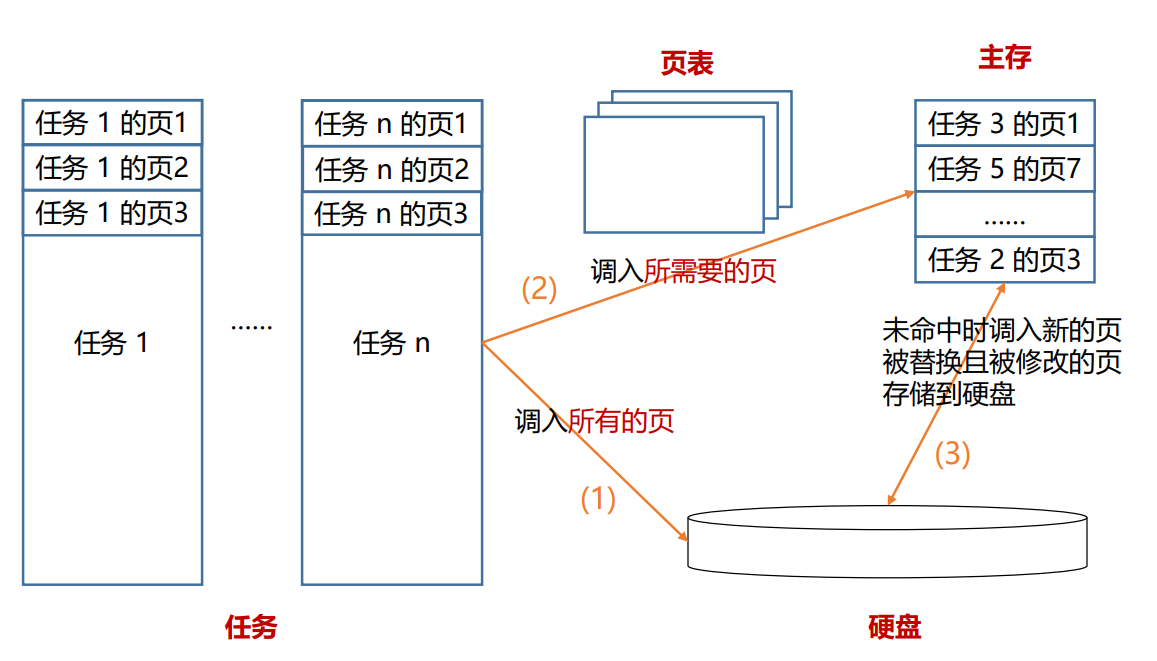 页表
主存
任务 1 的页1
任务 1 的页2
任务 1 的页3
任务 1
……
任务 n 的页1
任务 n 的页2
任务 n 的页3
任务 n
任务 3 的页1
任务 5 的页7
……
任务 2 的页3
调入所需要的页
(2)
未命中时调入新的页
被替换且被修改的页
存储到硬盘
调入所有的页
(3)
(1)
任务
硬盘